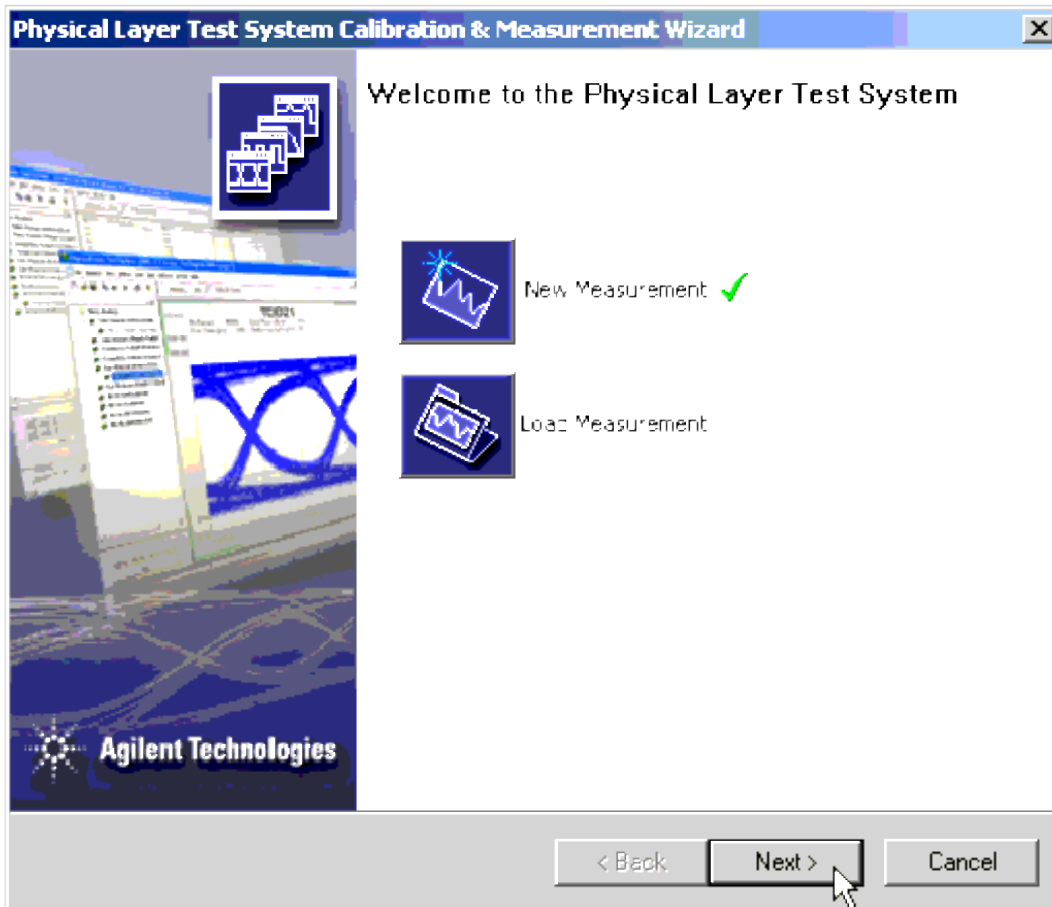 Physical Layer Test System Calibration & Measurement Wizard
Welcome to the Physical Layer Test System
New Measurement
Load Measurement
Agilent Technologies
< Back
Next >
Cancel